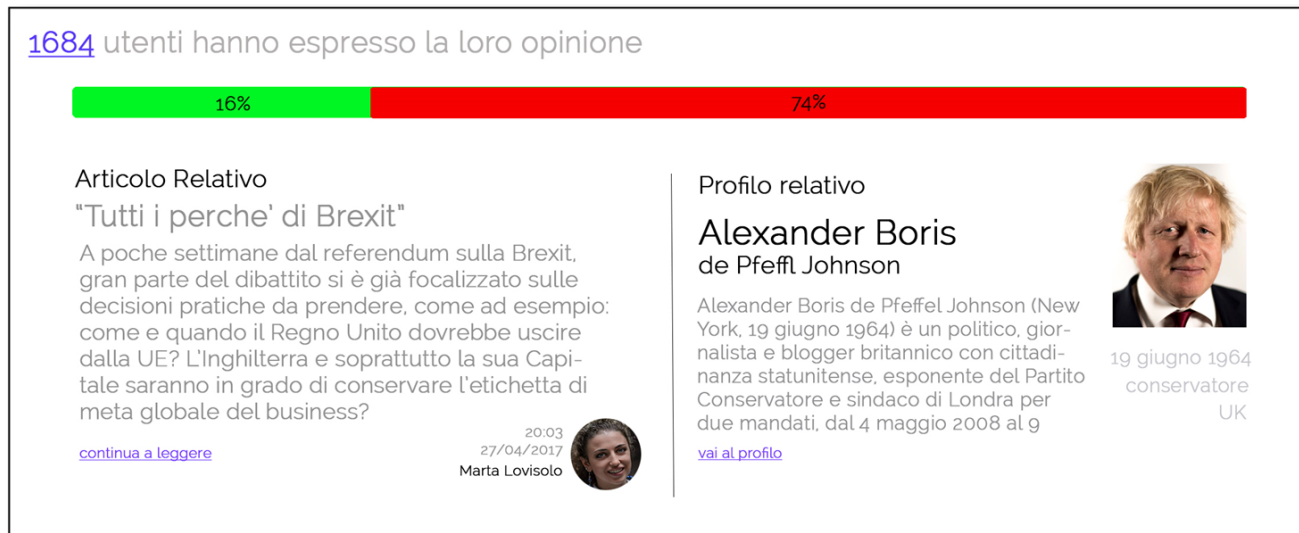 1684 utenti hanno espresso la loro opinione
16%
74%
Articolo Relativo
"Tutti i perche' di Brexit"
A poche settimane dal referendum sulla Brexit,
gran parte del dibattito si è già focalizzato sulle
decisioni pratiche da prendere, come ad esempio:
come e quando il Regno Unito dovrebbe uscire
dalla UE? L'Inghilterra e soprattutto la sua Capi-
tale saranno in grado di conservare l'etichetta di
meta globale del business?
continua a leggere
20:03
27/04/2017
Marta Lovisolo
Profilo relativo
Alexander Boris
de Pfeffl Johnson
Alexander Boris de Pfeffel Johnson (New
York, 19 giugno 1964) è un politico, gior-
nalista e blogger britannico con cittadi-
nanza statunitense, esponente del Partito
Conservatore e sindaco di Londra per
due mandati, dal 4 maggio 2008 al 9
vai al profilo
19 giugno 1964
conservatore
UK